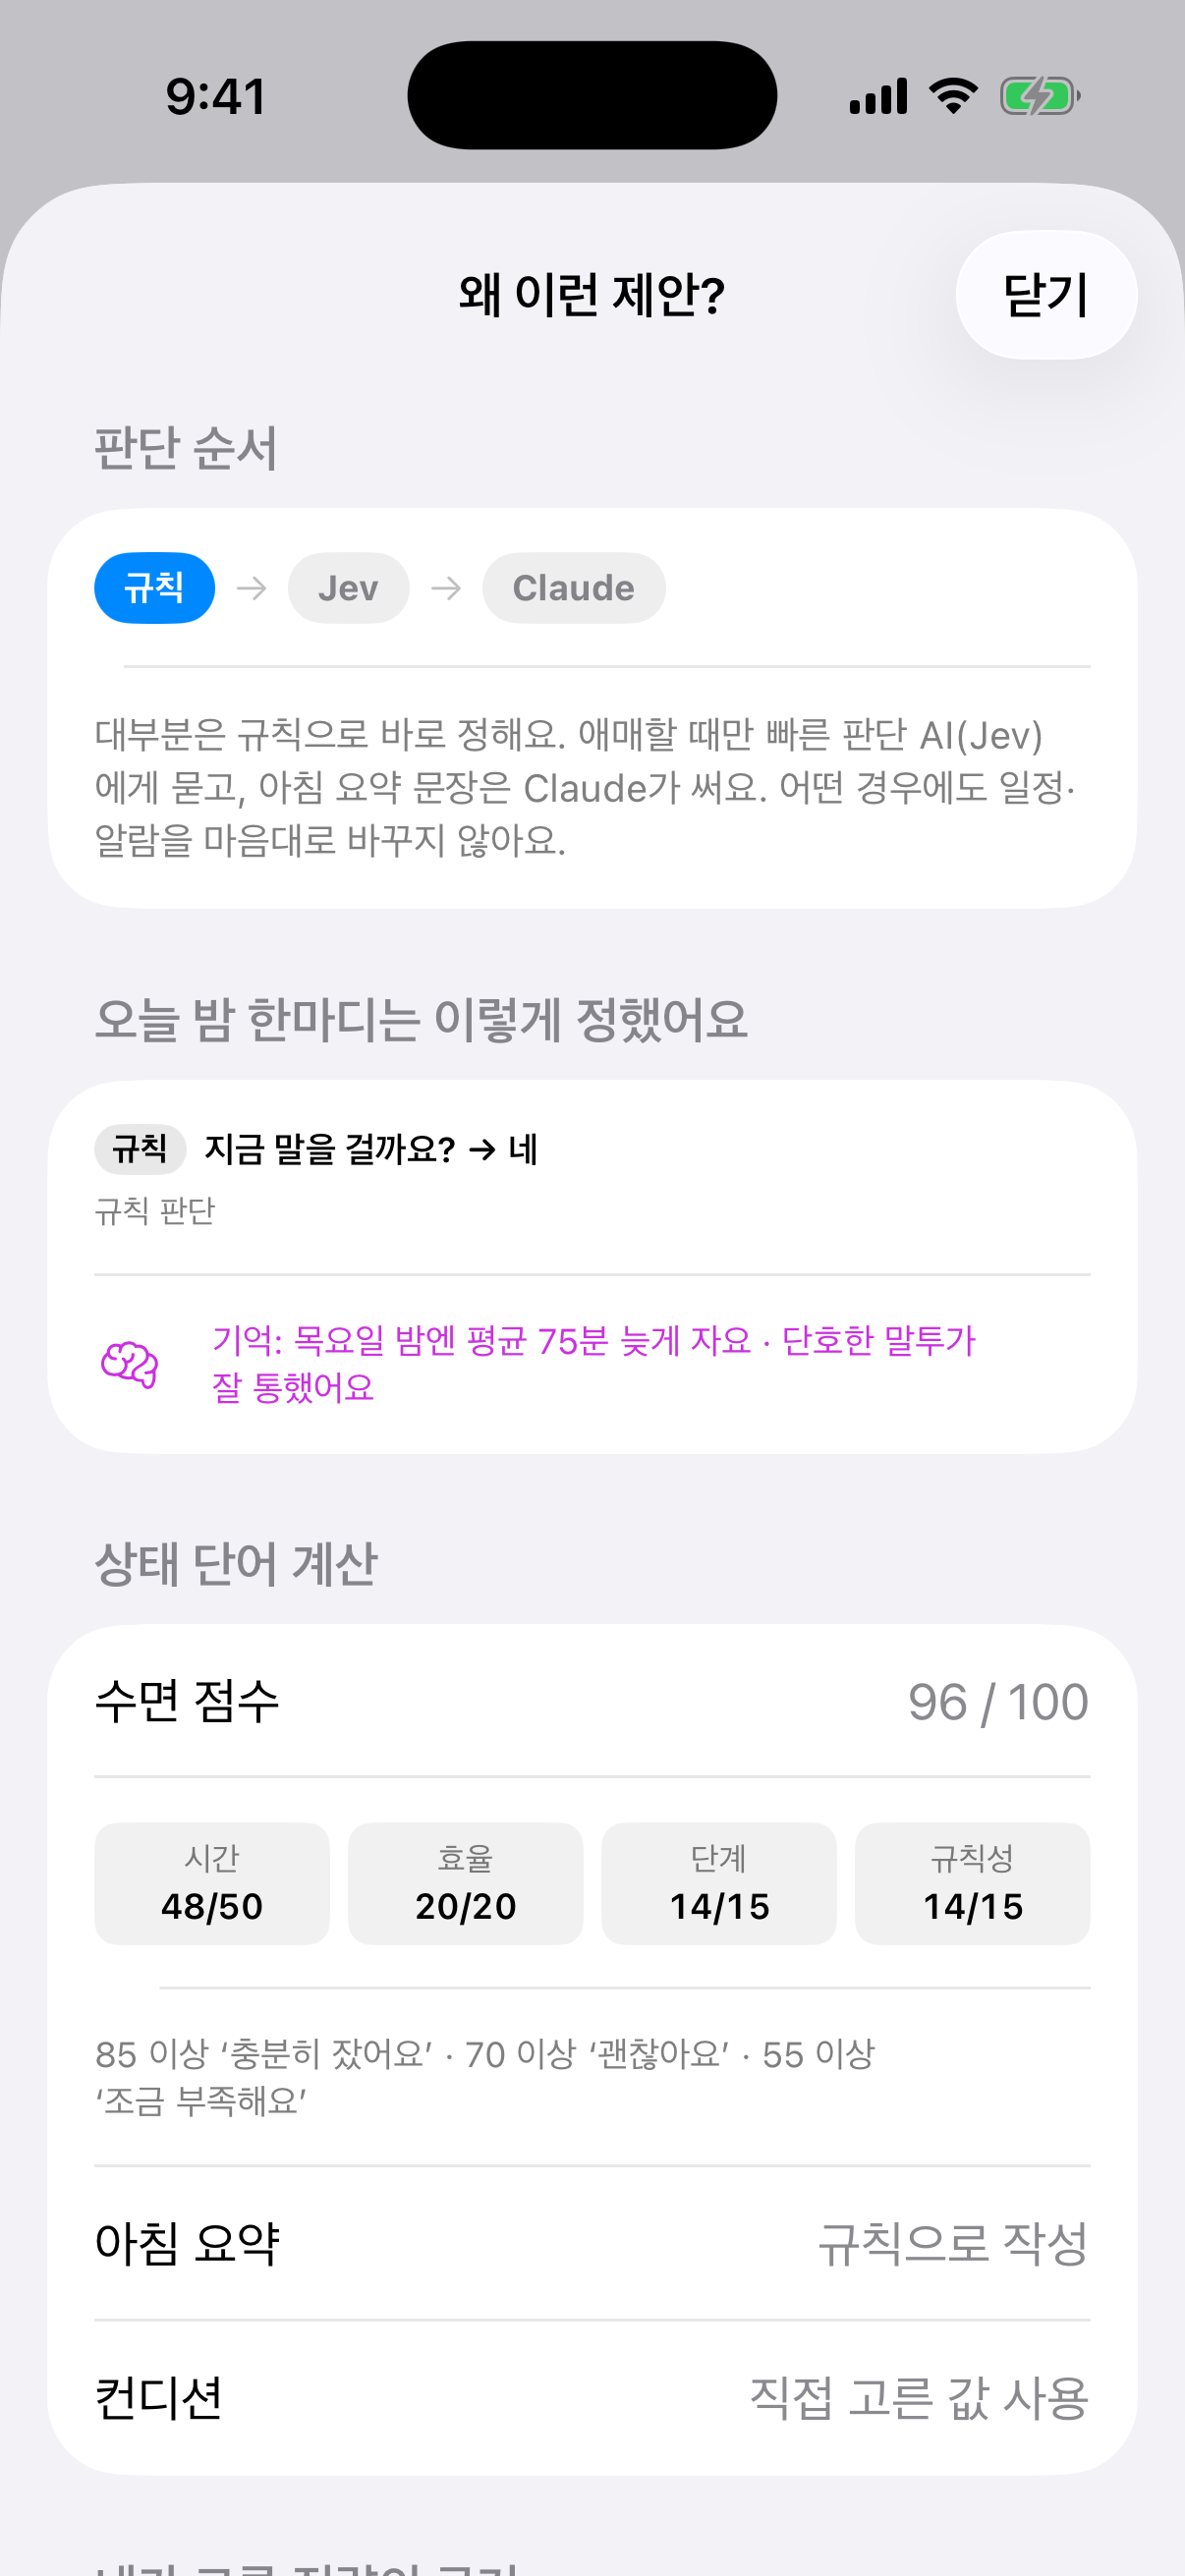 9:41
왜 이런 제안?
닫기
판단 순서
규칙 → Jev → Claude
대부분은 규칙으로 바로 정해요. 애매할 때만 빠른 판단 AI(Jev)
에게 묻고, 아침 요약 문장은 Claude가 써요. 어떤 경우에도 일정·
알람을 마음대로 바꾸지 않아요.
오늘 밤 한마디는 이렇게 정했어요
규칙 지금 말을 걸까요? → 네
규칙 판단
기억: 목요일 밤엔 평균 75분 늦게 자요 · 단호한 말투가
잘 통했어요
상태 단어 계산
수면 점수 96 / 100
시간 효율 단계 규칙성
48/50 20/20 14/15 14/15
85 이상 ‘충분히 잤어요’ · 70 이상 ‘괜찮아요’ · 55 이상
‘조금 부족해요’
아침 요약 규칙으로 작성
컨디션 직접 고른 값 사용